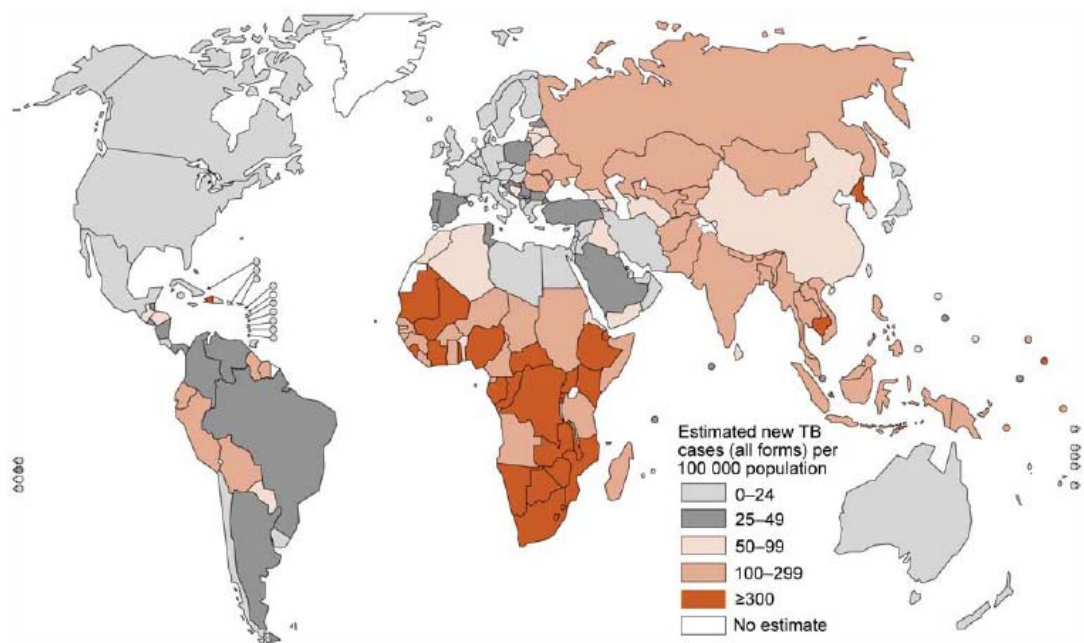 Estimated new TB
cases (all forms) per
100 000 population
0–24
25–49
50–99
100–299
≥300
No estimate